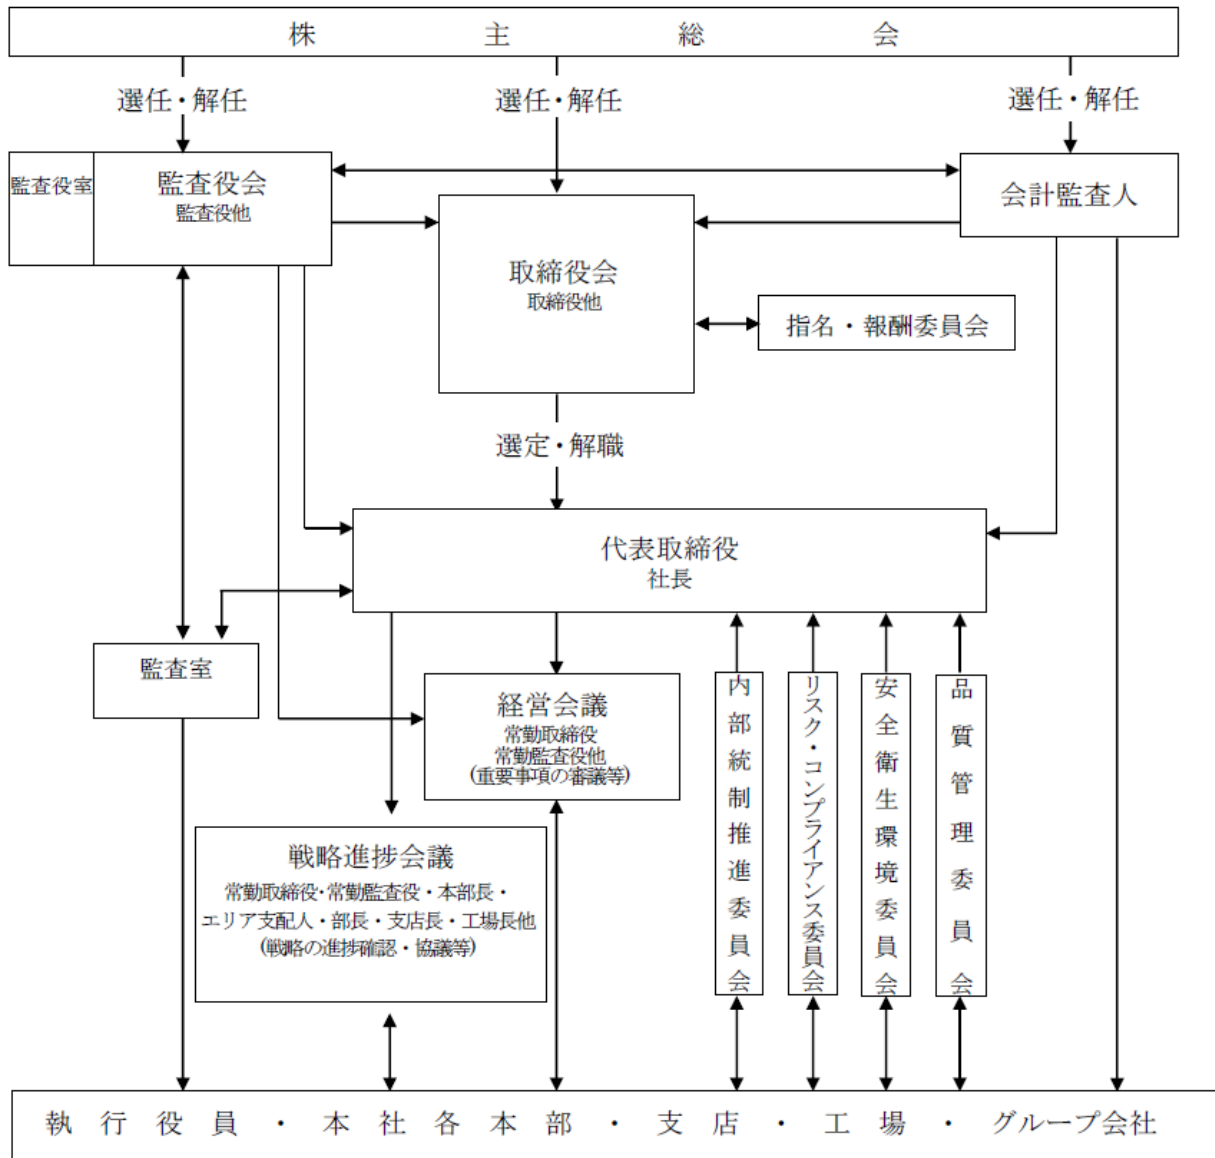 株主総会
選任・解任
選任・解任
選任・解任
監査役室
監査役会
監査役他
会計監査人
取締役会
取締役他
指名・報酬委員会
選定・解職
代表取締役
社長
監査室
経営会議
常勤取締役
常勤監査役他
(重要事項の審議等)
戦略進捗会議
常勤取締役・常勤監査役・本部長・
エリア支配人・部長・支店長・工場長他
(戦略の進捗確認・協議等)
内部統制推進委員会
リスク・コンプライアンス委員会
安全衛生環境委員会
品質管理委員会
執行役員・本社各本部・支店・工場・グループ会社